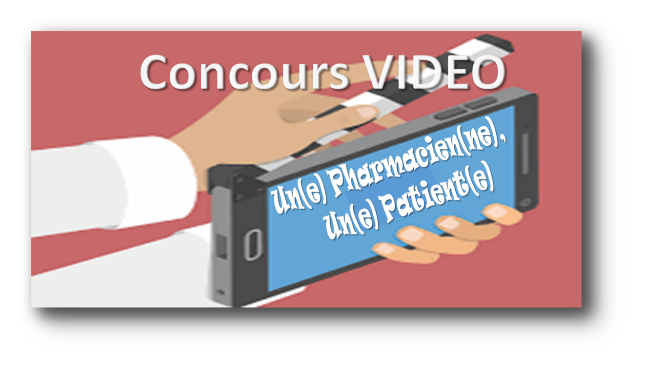 Concours VIDEO
Un(e) Pharmacien(ne),
Un(e) Patient(e)